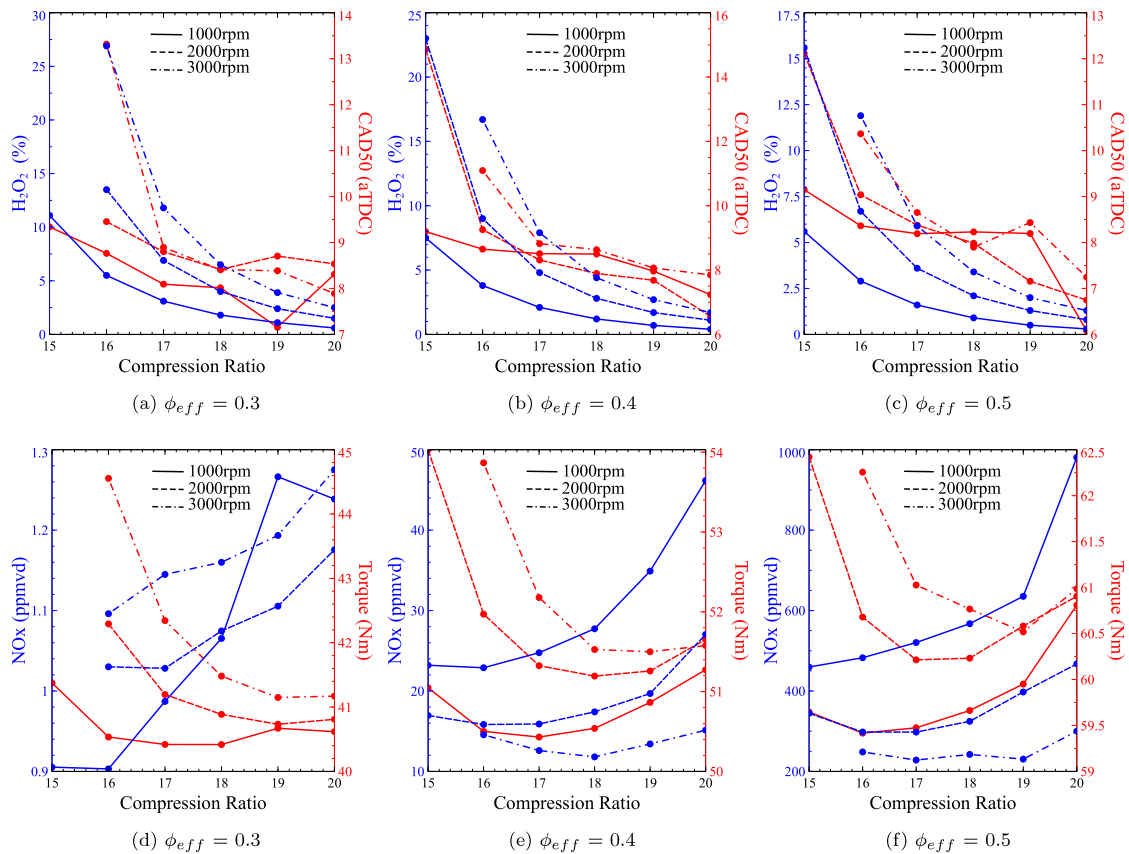 30
25
20
15
10
5
0
H₂O₂ (%)
1000rpm
2000rpm
3000rpm
14
13
12
11
10
9
8
7
CAD50 (aTDC)
15 16 17 18 19 20
Compression Ratio
(a) ϕeff = 0.3
25
20
15
10
5
0
H₂O₂ (%)
1000rpm
2000rpm
3000rpm
16
14
12
10
8
6
CAD50 (aTDC)
15 16 17 18 19 20
Compression Ratio
(b) ϕeff = 0.4
17.5
15
12.5
10
7.5
5
2.5
0
H₂O₂ (%)
1000rpm
2000rpm
3000rpm
13
12
11
10
9
8
7
6
CAD50 (aTDC)
15 16 17 18 19 20
Compression Ratio
(c) ϕeff = 0.5
1.3
1.2
1.1
1
0.9
NOx (ppmvd)
1000rpm
2000rpm
3000rpm
45
44
43
42
41
40
Torque (Nm)
15 16 17 18 19 20
Compression Ratio
(d) ϕeff = 0.3
50
40
30
20
10
NOx (ppmvd)
1000rpm
2000rpm
3000rpm
54
53
52
51
50
Torque (Nm)
15 16 17 18 19 20
Compression Ratio
(e) ϕeff = 0.4
1000
800
600
400
200
NOx (ppmvd)
1000rpm
2000rpm
3000rpm
62.5
62
61.5
61
60.5
60
59.5
59
Torque (Nm)
15 16 17 18 19 20
Compression Ratio
(f) ϕeff = 0.5